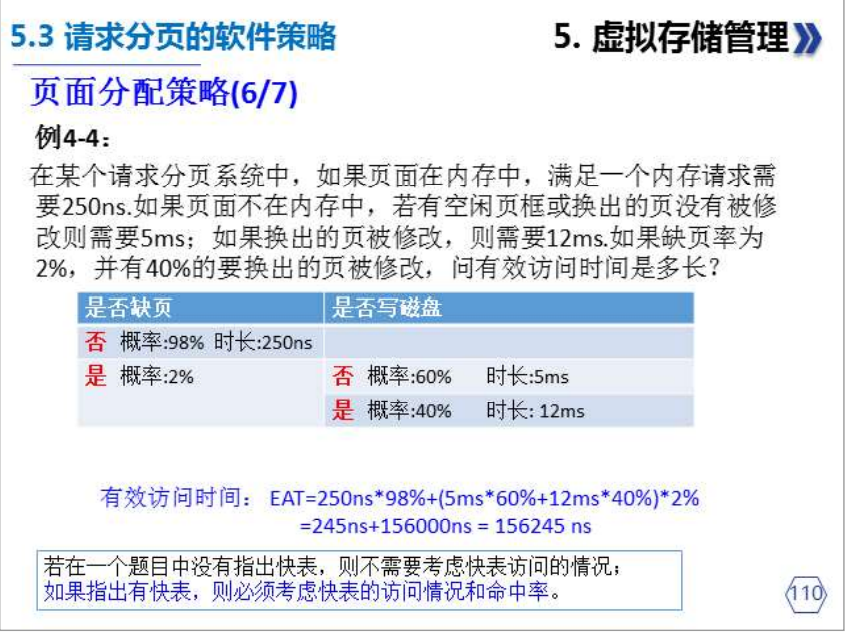 5.3 请求分页的软件策略
5. 虚拟存储管理
页面分配策略(6/7)
例4-4：
在某个请求分页系统中，如果页面在内存中，满足一个内存请求需
要250ns.如果页面不在内存中，若有空闲页框或换出的页没有被修
改则需要5ms；如果换出的页被修改，则需要12ms.如果缺页率为
2%，并有40%的要换出的页被修改，问有效访问时间是多长？
是否缺页 是否写磁盘
否 概率:98% 时长:250ns
是 概率:2% 否 概率:60% 时长:5ms
是 概率:40% 时长: 12ms
有效访问时间： EAT=250ns*98%+(5ms*60%+12ms*40%)*2%
=245ns+156000ns = 156245 ns
若在一个题目中没有指出快表，则不需要考虑快表访问的情况；
如果指出有快表，则必须考虑快表的访问情况和命中率。
110